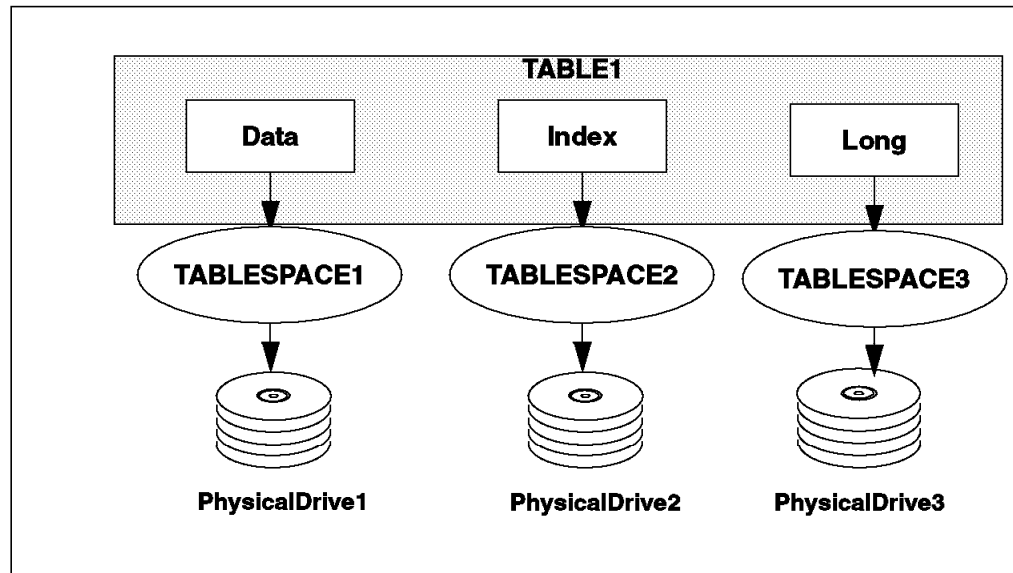 TABLE1
Data
Index
Long
TABLESPACE1
TABLESPACE2
TABLESPACE3
PhysicalDrive1
PhysicalDrive2
PhysicalDrive3